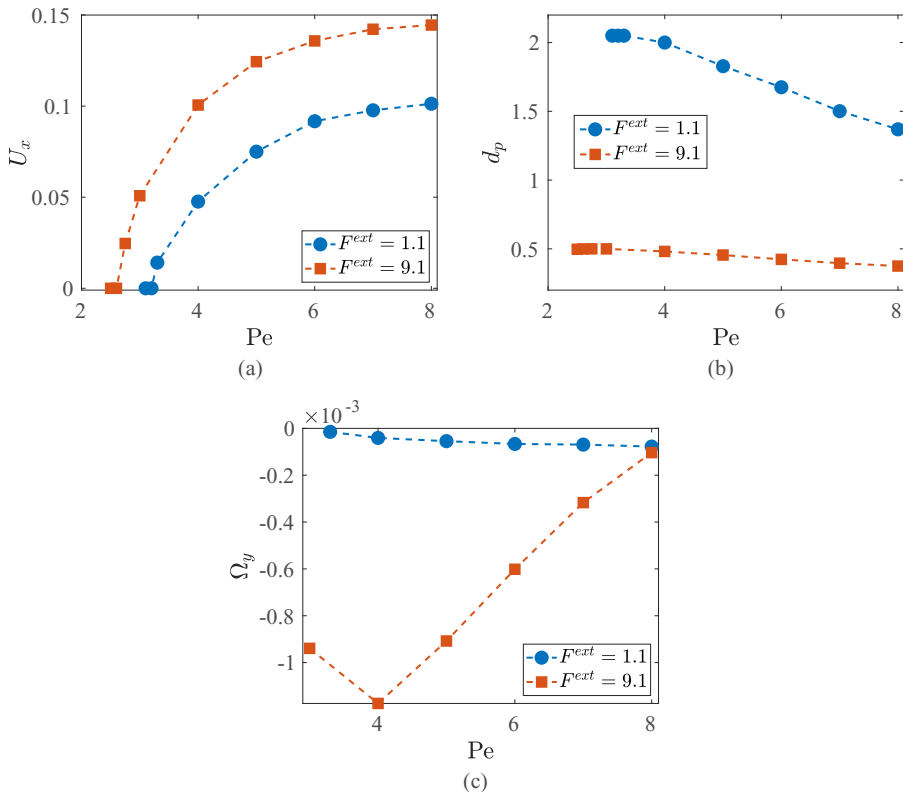 0.15
0.1
0.05
0
U_x
2
4
6
8
Pe
F^{ext} = 1.1
F^{ext} = 9.1
(a)
2
1.5
1
0.5
d_p
2
4
6
8
Pe
F^{ext} = 1.1
F^{ext} = 9.1
(b)
×10^{-3}
0
-0.2
-0.4
-0.6
-0.8
-1
Ω_y
4
6
8
Pe
F^{ext} = 1.1
F^{ext} = 9.1
(c)